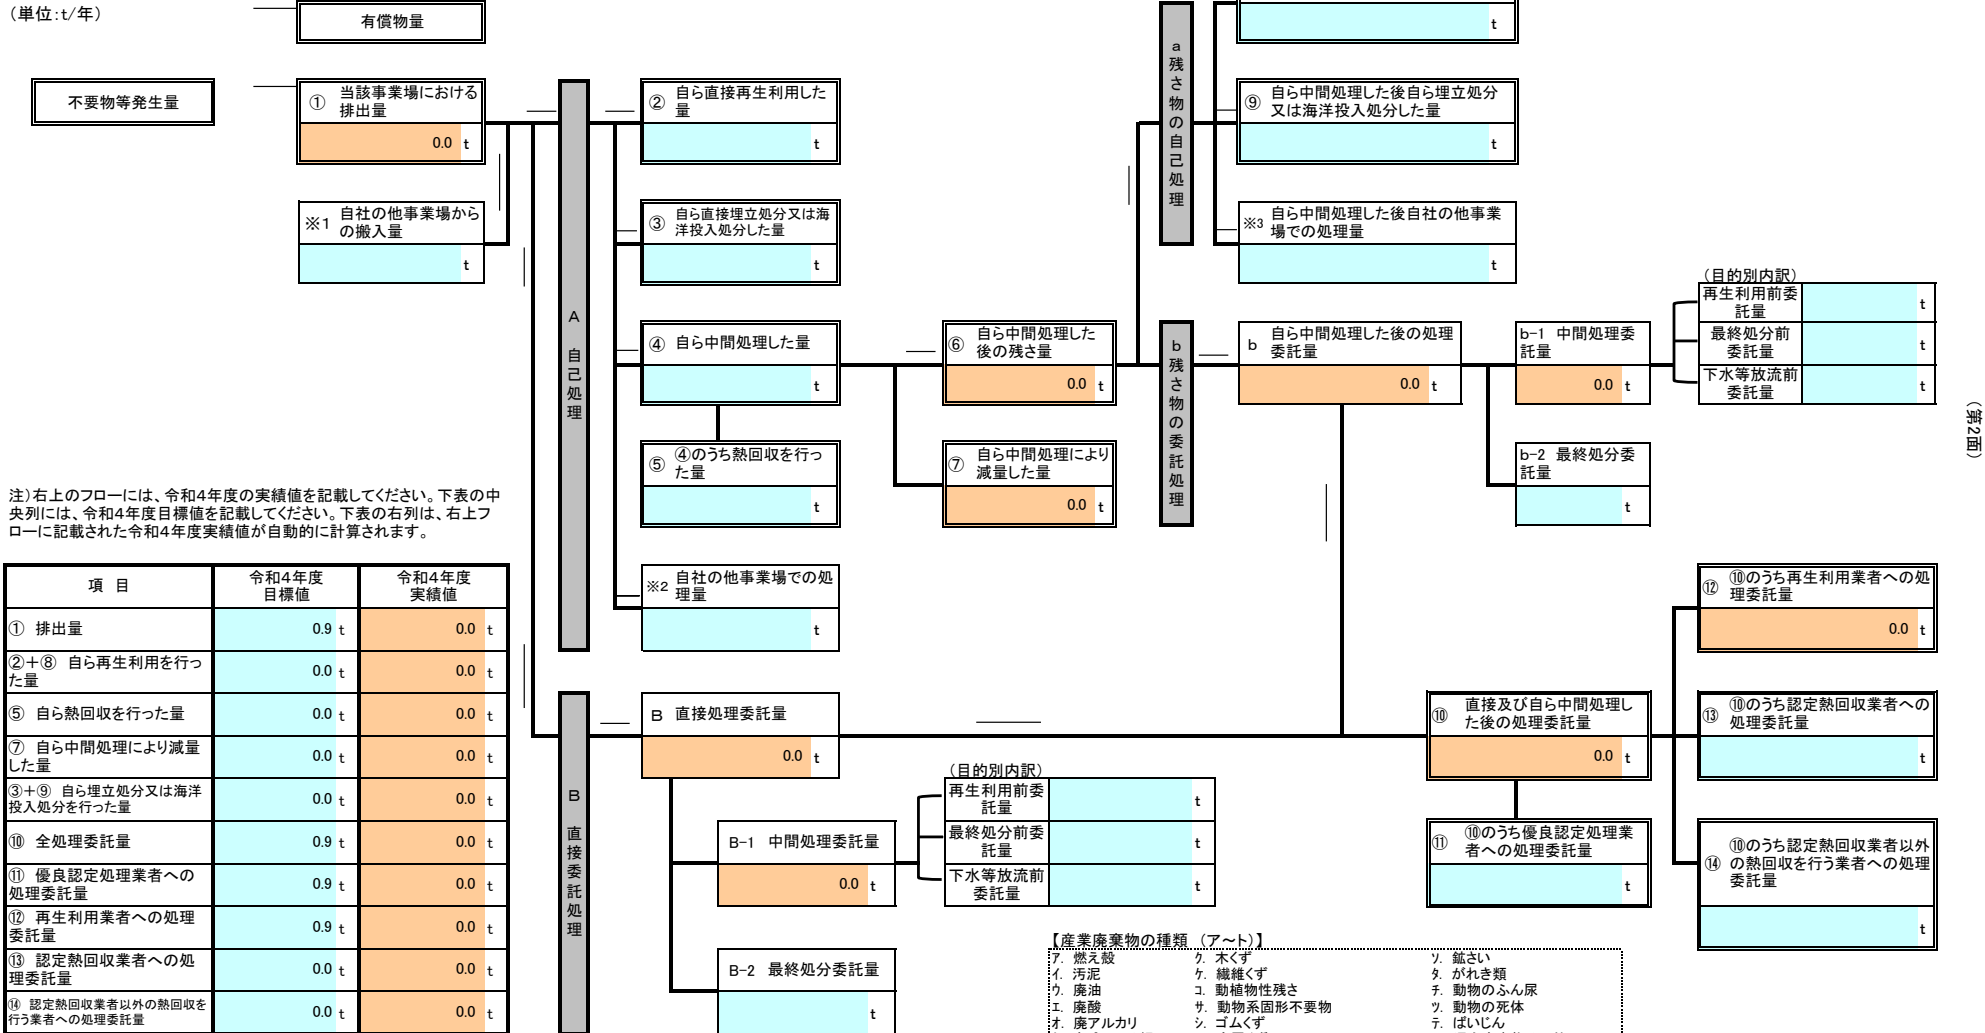 （単位：t/年）
有償物量
t
不要物等発生量
① 当該事業場における
排出量
0.0 t
② 自ら直接再生利用した
量
t
⑨ 自ら中間処理した後自ら埋立処分
又は海洋投入処分した量
t
a 残さ物の自己処理
※1 自社の他事業場から
の搬入量
t
③ 自ら直接埋立処分又は海
洋投入処分した量
t
※3 自ら中間処理した後自社の他事業
場での処理量
t
A 自己処理
④ 自ら中間処理した量
t
⑥ 自ら中間処理した
後の残さ量
0.0 t
b 残さ物の委託処理
b 自ら中間処理した後の処理
委託量
0.0 t
b-1 中間処理委
託量
0.0 t
（目的別内訳）
再生利用前委
託量
t
最終処分前
委託量
t
下水等放流前
委託量
t
（第2面）
⑤ ④のうち熱回収を行っ
た量
t
⑦ 自ら中間処理により
減量した量
0.0 t
b-2 最終処分委
託量
t
注）右上のフローには、令和4年度の実績値を記載してください。下表の中
央列には、令和4年度目標値を記載してください。下表の右列は、右上フ
ローに記載された令和4年度実績値が自動的に計算されます。
※2 自社の他事業場での処
理量
t
項 目 令和4年度
目標値 令和4年度
実績値
① 排出量 0.9 t 0.0 t
②＋⑧ 自ら再生利用を行っ
た量 0.0 t 0.0 t
⑤ 自ら熱回収を行った量 0.0 t 0.0 t
⑦ 自ら中間処理により減量
した量 0.0 t 0.0 t
③＋⑨ 自ら埋立処分又は海洋
投入処分を行った量 0.0 t 0.0 t
⑩ 全処理委託量 0.9 t 0.0 t
⑪ 優良認定処理業者への
処理委託量 0.9 t 0.0 t
⑫ 再生利用業者への処理
委託量 0.9 t 0.0 t
⑬ 認定熱回収業者への処
理委託量 0.0 t 0.0 t
⑭ 認定熱回収業者以外の熱回収を
行う業者への処理委託量 0.0 t 0.0 t
B 直接委託処理
B 直接処理委託量
0.0 t
（目的別内訳）
再生利用前委
託量
t
最終処分前委
託量
t
下水等放流前
委託量
t
B-1 中間処理委託量
0.0 t
B-2 最終処分委託量
t
⑩ 直接及び自ら中間処理し
た後の処理委託量
0.0 t
⑪ ⑩のうち優良認定処理業
者への処理委託量
t
⑫ ⑩のうち再生利用業者への処
理委託量
0.0 t
⑬ ⑩のうち認定熱回収業者への
処理委託量
t
⑭ ⑩のうち認定熱回収業者以外
の熱回収を行う業者への処理
委託量
t
【産業廃棄物の種類 （ア～ト）】
ア. 燃え殻 ク. 木くず ソ. 鉱さい
イ. 汚泥 ケ. 繊維くず タ. がれき類
ウ. 廃油 コ. 動植物性残さ チ. 動物のふん尿
エ. 廃酸 サ. 動物系固形不要物 ツ. 動物の死体
オ. 廃アルカリ シ. ゴムくず テ. ばいじん